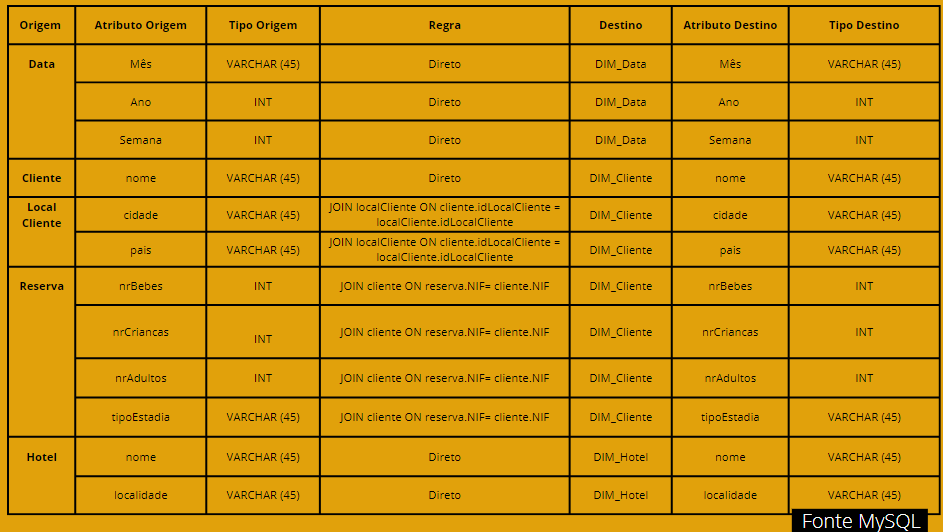 Origem Atributo Origem Tipo Origem Regra Destino Atributo Destino Tipo Destino
Data Mês VARCHAR (45) Direto DIM_Data Mês VARCHAR (45)
Ano INT Direto DIM_Data Ano INT
Semana INT Direto DIM_Data Semana INT
Cliente nome VARCHAR (45) Direto DIM_Cliente nome VARCHAR (45)
Local
Cliente
cidade VARCHAR (45)
JOIN localCliente ON cliente.idLocalCliente =
localCliente.idLocalCliente
DIM_Cliente cidade VARCHAR (45)
pais VARCHAR (45)
JOIN localCliente ON cliente.idLocalCliente =
localCliente.idLocalCliente
DIM_Cliente pais VARCHAR (45)
Reserva nrBebes INT JOIN cliente ON reserva.NIF= cliente.NIF DIM_Cliente nrBebes INT
nrCriancas INT JOIN cliente ON reserva.NIF= cliente.NIF DIM_Cliente nrCriancas INT
nrAdultos INT JOIN cliente ON reserva.NIF= cliente.NIF DIM_Cliente nrAdultos INT
tipoEstadia VARCHAR (45) JOIN cliente ON reserva.NIF= cliente.NIF DIM_Cliente tipoEstadia VARCHAR (45)
Hotel nome VARCHAR (45) Direto DIM_Hotel nome VARCHAR (45)
localidade VARCHAR (45) Direto DIM_Hotel localidade VARCHAR (45)
Fonte MySQL